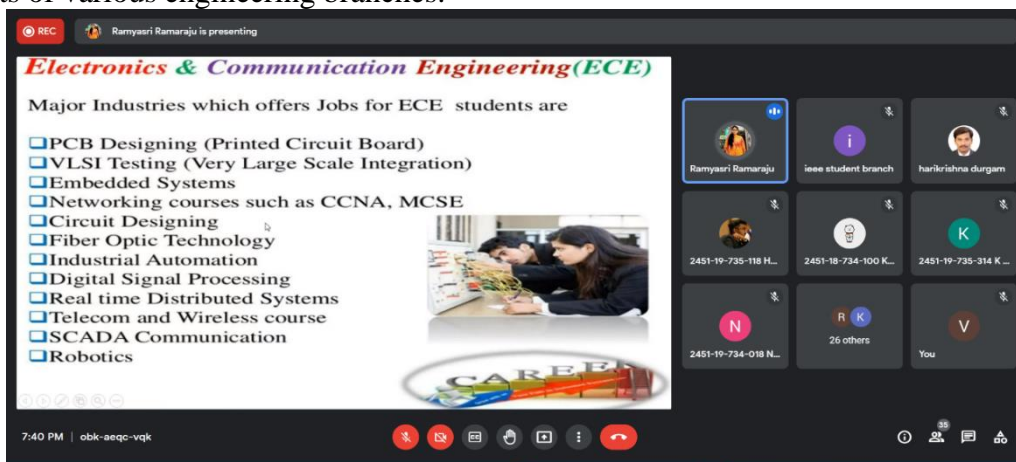 ts of various engineering branches.
REC
Ramyasri Ramaraju is presenting
Electronics & Communication Engineering(ECE)
Major Industries which offers Jobs for ECE students are
PCB Designing (Printed Circuit Board)
VLSI Testing (Very Large Scale Integration)
Embedded Systems
Networking courses such as CCNA, MCSE
Circuit Designing
Fiber Optic Technology
Industrial Automation
Digital Signal Processing
Real time Distributed Systems
Telecom and Wireless course
SCADA Communication
Robotics
CAREER
Ramyasri Ramaraju
i
ieee student branch
harikrishna durgam
2451-19-735-118 H...
2451-18-734-100 K...
K
2451-19-735-314 K ...
N
2451-19-734-018 N...
R K
26 others
V
You
7:40 PM | obk-aeqc-vqk
35